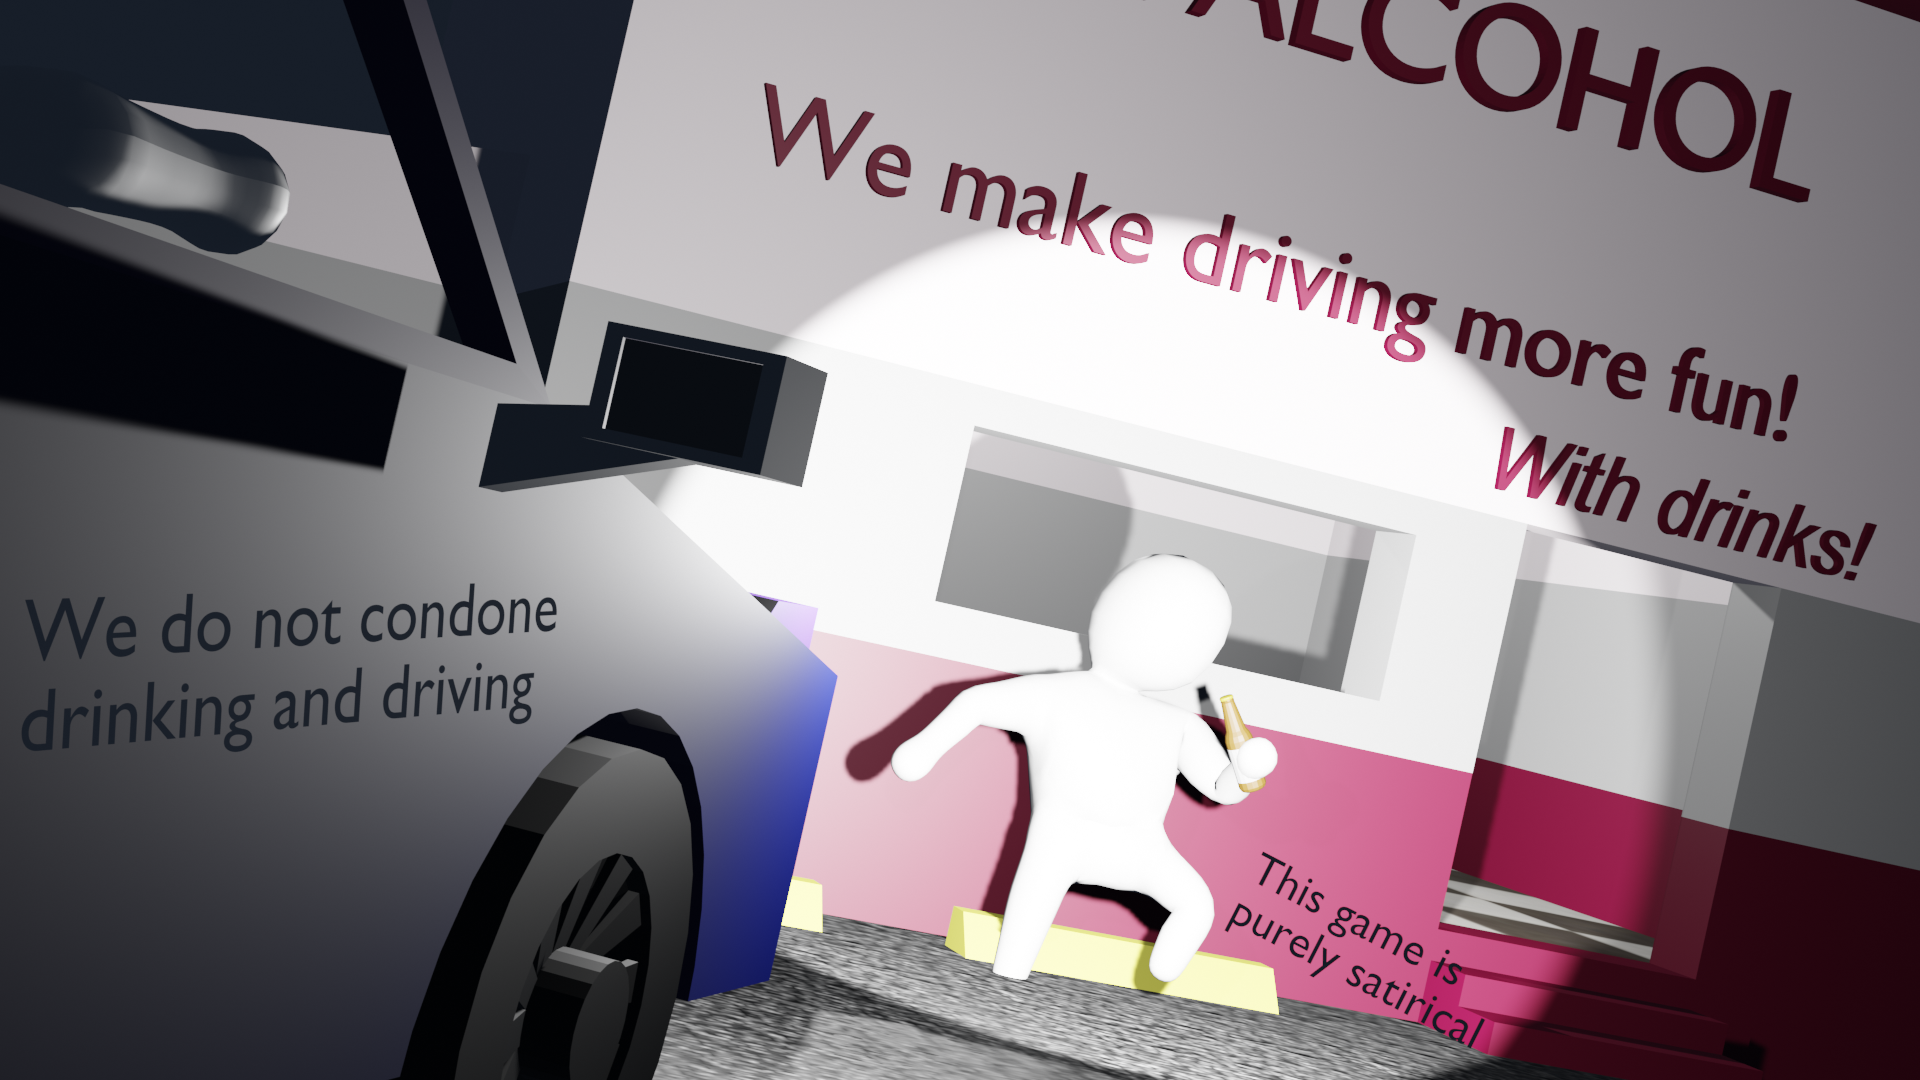 ALCOHOL
We make driving more fun!
With drinks!
We do not condone
drinking and driving
This game is
purely satirical